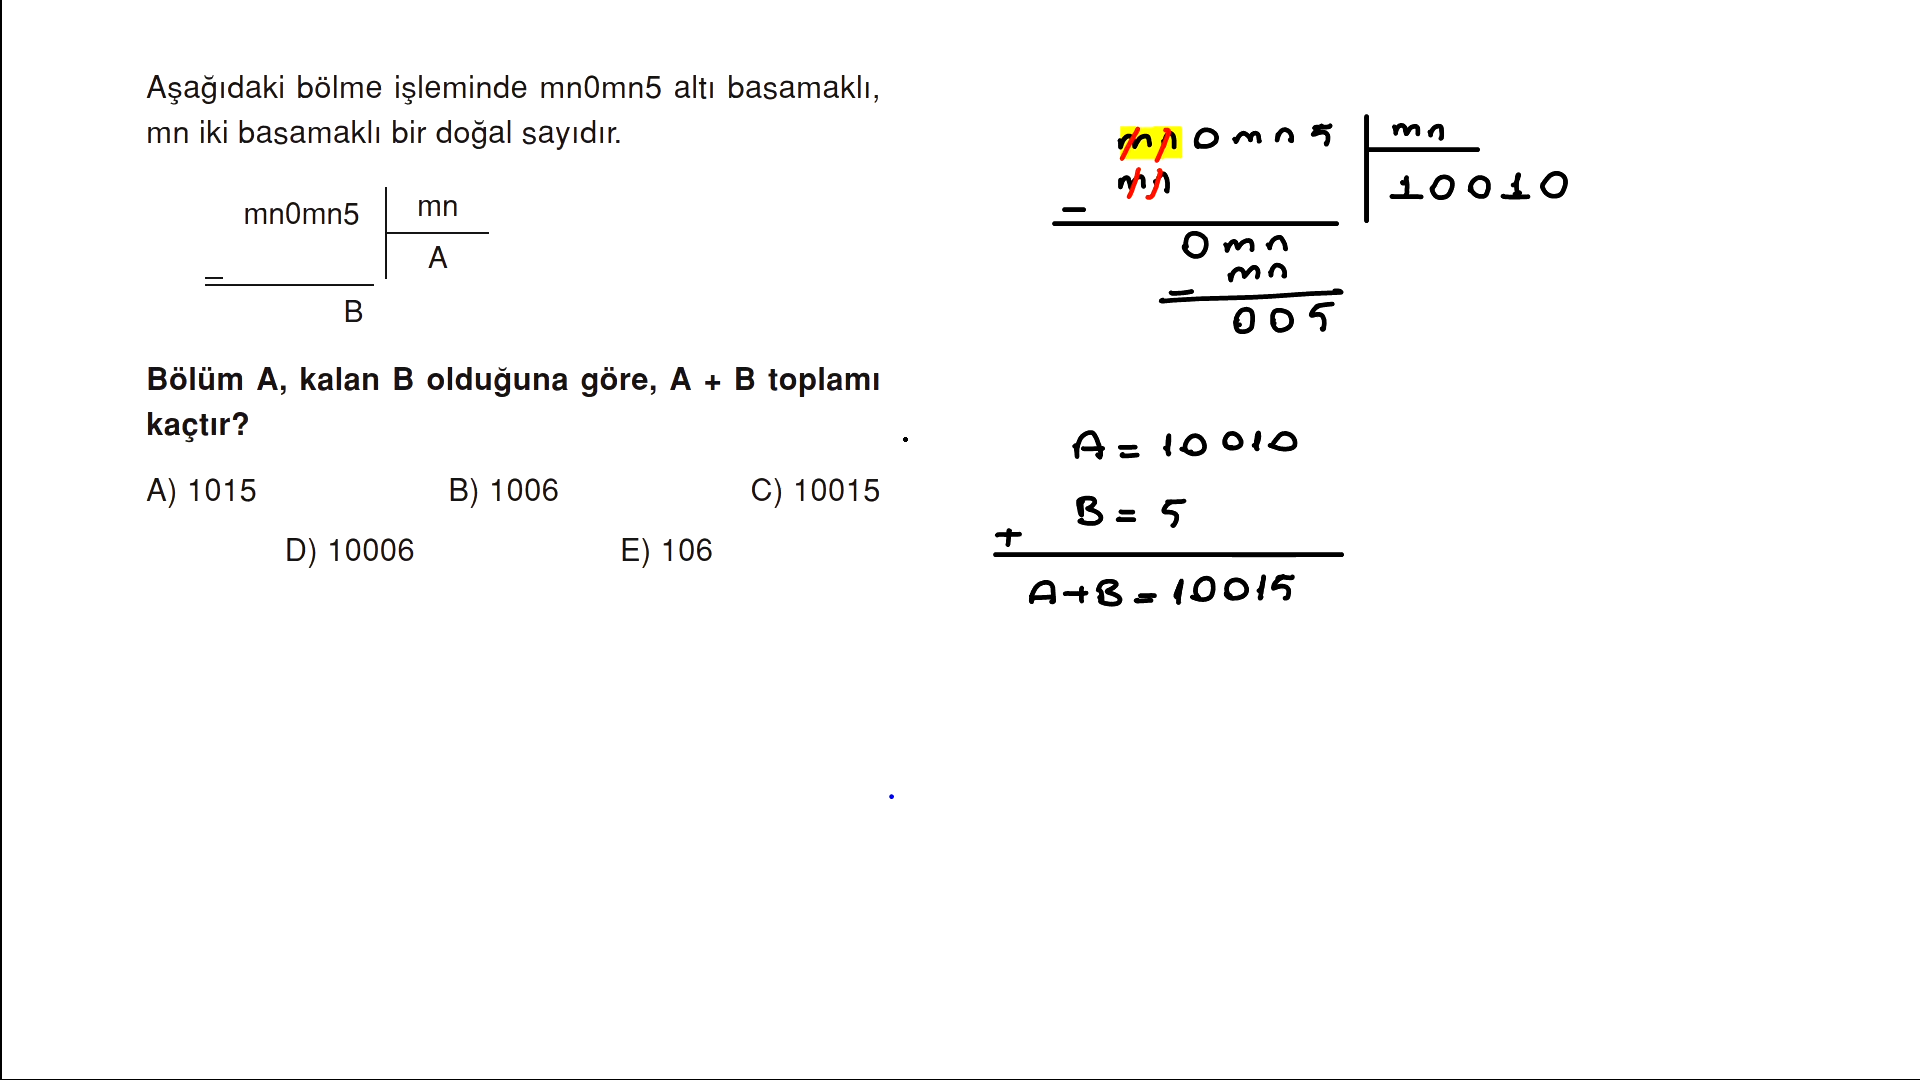 Aşağıdaki bölme işleminde mn0mn5 altı basamaklı,
mn iki basamaklı bir doğal sayıdır.
mn0mn5 mn
A
–
B
Bölüm A, kalan B olduğuna göre, A + B toplamı
kaçtır?
A) 1015 B) 1006 C) 10015
D) 10006 E) 106
mn0mn5 mn
mn 10010
–
0mn
mn
–
005
A = 10010
B = 5
+
A+B = 10015